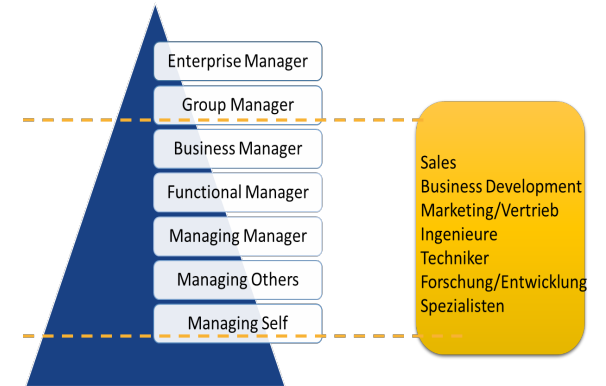 Enterprise Manager
Group Manager
Business Manager
Functional Manager
Managing Manager
Managing Others
Managing Self
Sales
Business Development
Marketing/Vertrieb
Ingenieure
Techniker
Forschung/Entwicklung
Spezialisten